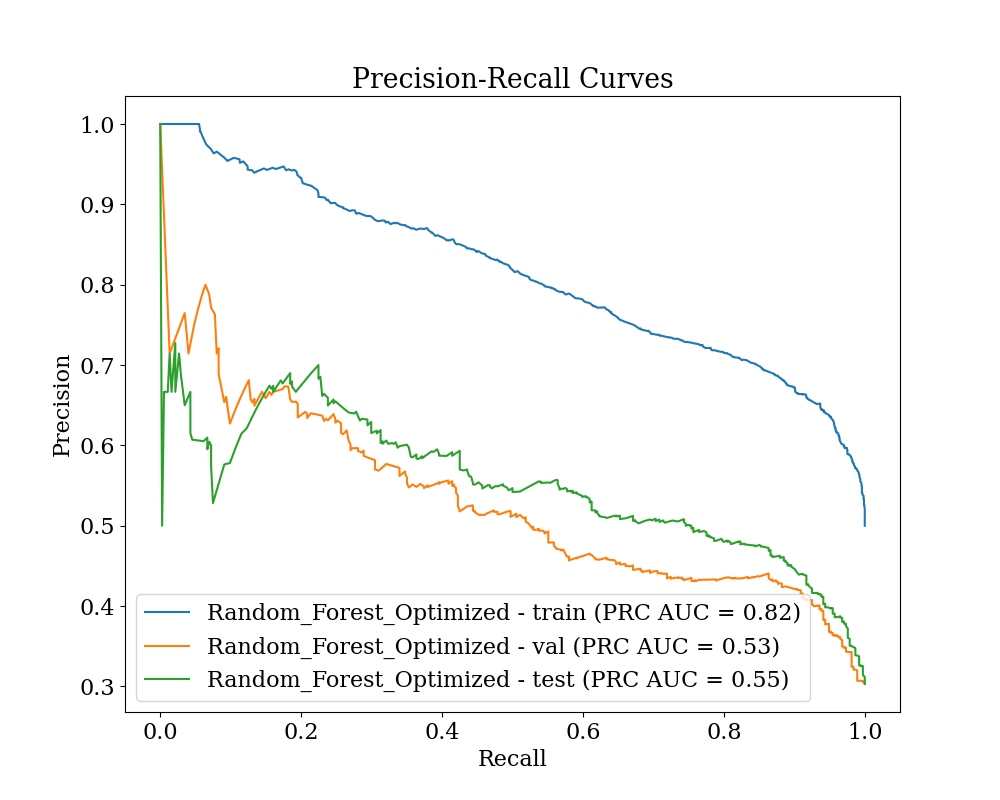 Precision-Recall Curves
Precision
1.0
0.9
0.8
0.7
0.6
0.5
0.4
0.3
Random_Forest_Optimized - train (PRC AUC = 0.82)
Random_Forest_Optimized - val (PRC AUC = 0.53)
Random_Forest_Optimized - test (PRC AUC = 0.55)
0.0 0.2 0.4 0.6 0.8 1.0
Recall